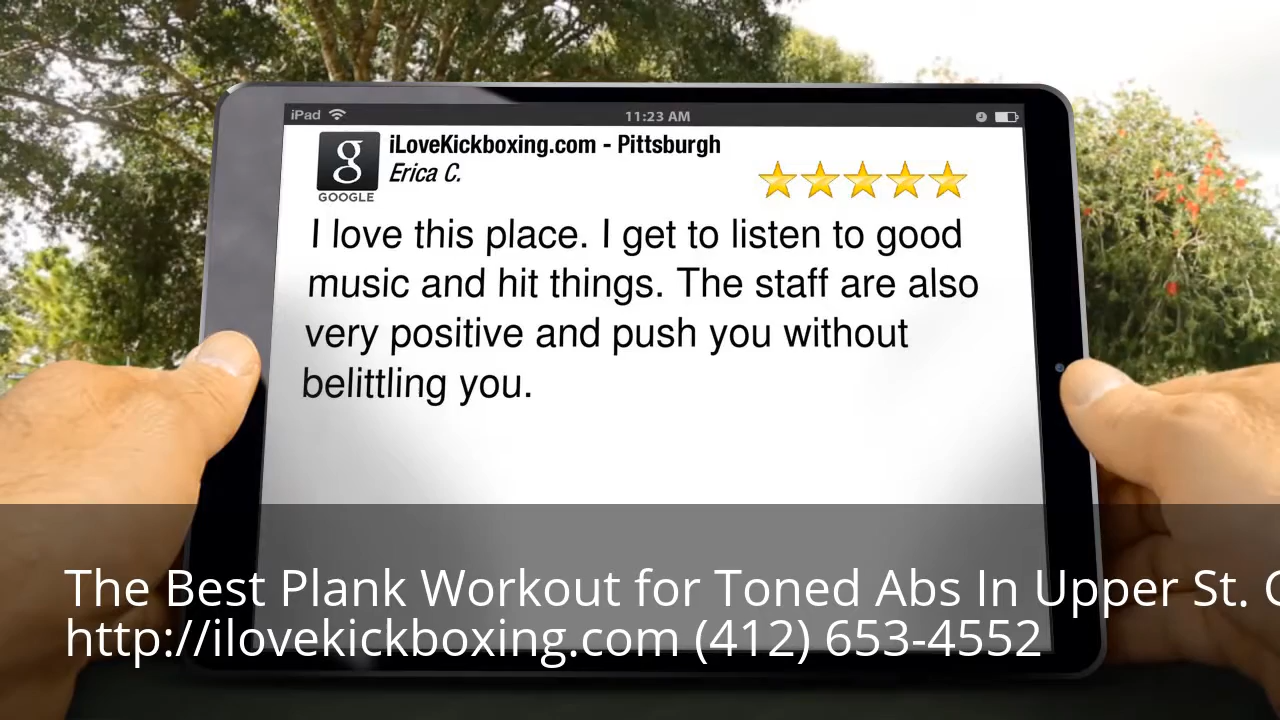 iPad 11:23 AM
g
GOOGLE
iLoveKickboxing.com - Pittsburgh
Erica C.
I love this place. I get to listen to good
music and hit things. The staff are also
very positive and push you without
belittling you.
The Best Plank Workout for Toned Abs In Upper St.
http://ilovekickboxing.com (412) 653-4552